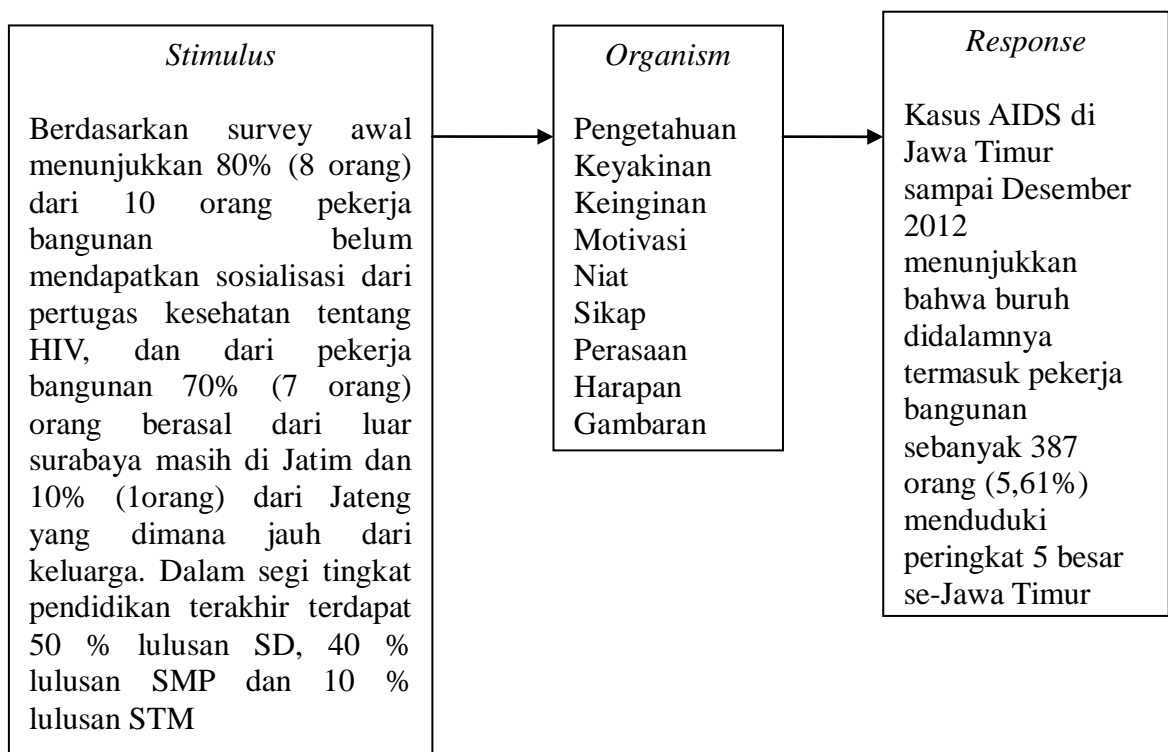 Stimulus
Berdasarkan survey awal
menunjukkan 80% (8 orang)
dari 10 orang pekerja
bangunan belum
mendapatkan sosialisasi dari
pertugas kesehatan tentang
HIV, dan dari pekerja
bangunan 70% (7 orang)
orang berasal dari luar
surabaya masih di Jatim dan
10% (1orang) dari Jateng
yang dimana jauh dari
keluarga. Dalam segi tingkat
pendidikan terakhir terdapat
50 % lulusan SD, 40 %
lulusan SMP dan 10 %
lulusan STM
Organism
Pengetahuan
Keyakinan
Keinginan
Motivasi
Niat
Sikap
Perasaan
Harapan
Gambaran
Response
Kasus AIDS di
Jawa Timur
sampai Desember
2012
menunjukkan
bahwa buruh
didalamnya
termasuk pekerja
bangunan
sebanyak 387
orang (5,61%)
menduduki
peringkat 5 besar
se-Jawa Timur